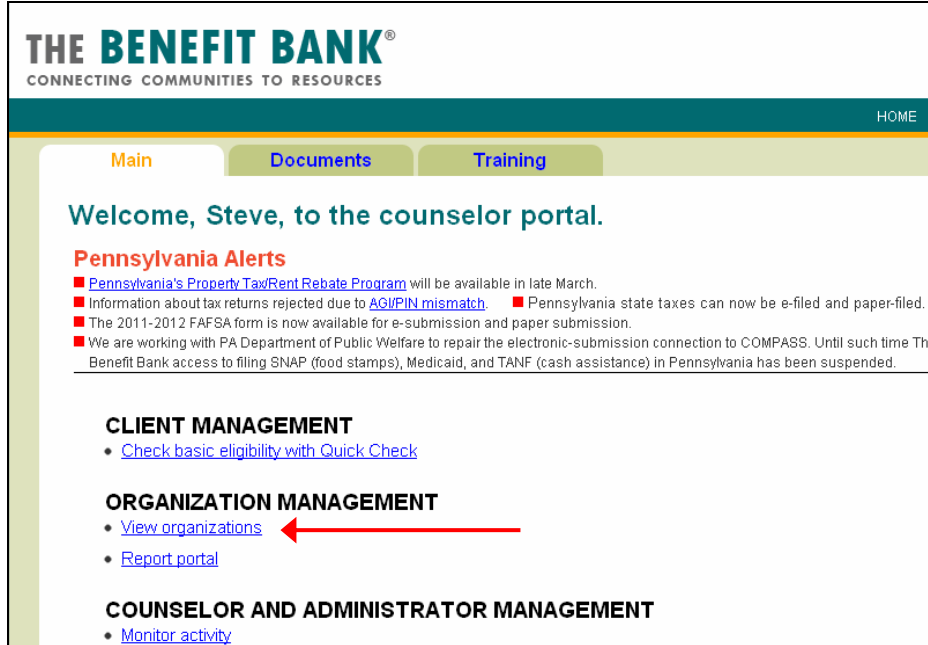 THE BENEFIT BANK®
CONNECTING COMMUNITIES TO RESOURCES
HOME
Main Documents Training
Welcome, Steve, to the counselor portal.
Pennsylvania Alerts
Pennsylvania's Property Tax/Rent Rebate Program will be available in late March.
Information about tax returns rejected due to AGI/PIN mismatch. Pennsylvania state taxes can now be e-filed and paper-filed.
The 2011-2012 FAFSA form is now available for e-submission and paper submission.
We are working with PA Department of Public Welfare to repair the electronic-submission connection to COMPASS. Until such time Th
Benefit Bank access to filing SNAP (food stamps), Medicaid, and TANF (cash assistance) in Pennsylvania has been suspended.
CLIENT MANAGEMENT
• Check basic eligibility with Quick Check
ORGANIZATION MANAGEMENT
• View organizations
• Report portal
COUNSELOR AND ADMINISTRATOR MANAGEMENT
• Monitor activity